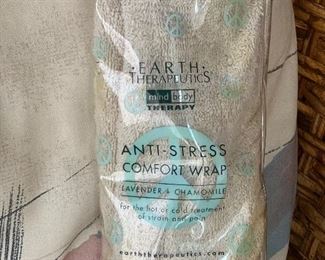 ·EARTH·
THERAPEUTICS
mind body
THERAPY
ANTI-STRESS
COMFORT WRAP
LAVENDER + CHAMOMILE
for the hot or cold treatment
of strain and pain
earththerapeutics.com